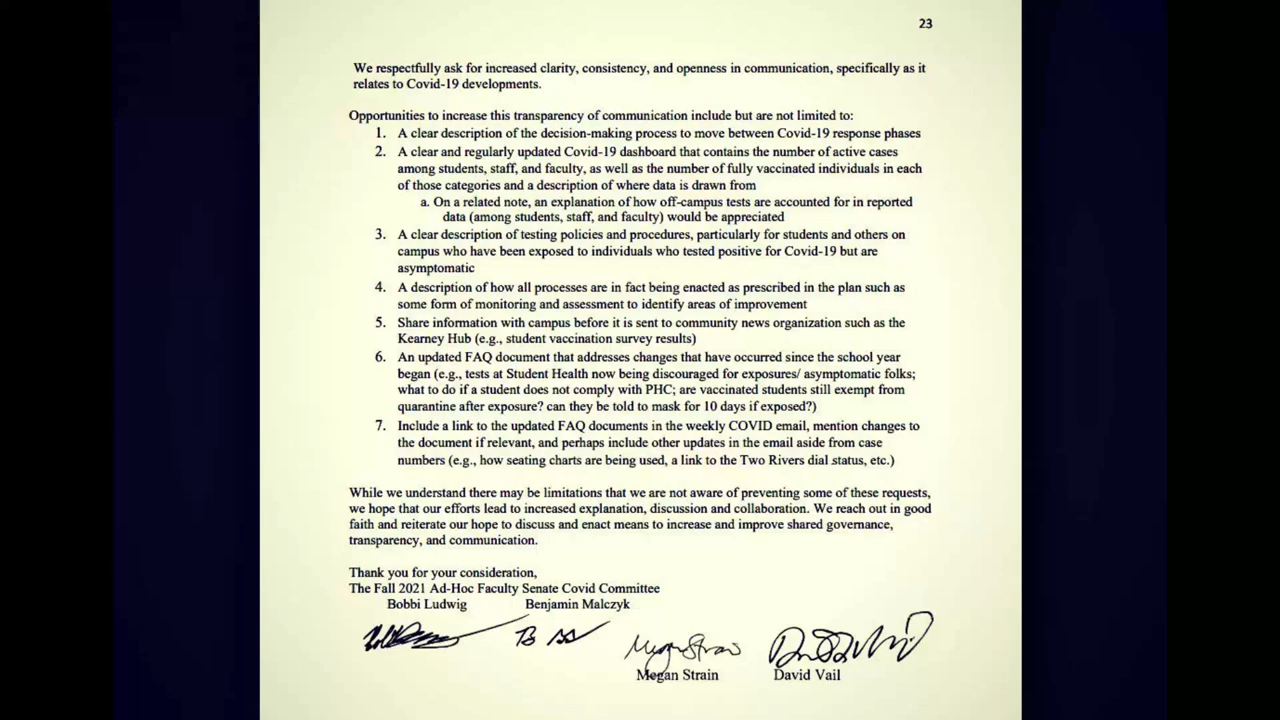 23
We respectfully ask for increased clarity, consistency, and openness in communication, specifically as it
relates to Covid-19 developments.
Opportunities to increase this transparency of communication include but are not limited to:
1. A clear description of the decision-making process to move between Covid-19 response phases
2. A clear and regularly updated Covid-19 dashboard that contains the number of active cases
among students, staff, and faculty, as well as the number of fully vaccinated individuals in each
of those categories and a description of where data is drawn from
a. On a related note, an explanation of how off-campus tests are accounted for in reported
data (among students, staff, and faculty) would be appreciated
3. A clear description of testing policies and procedures, particularly for students and others on
campus who have been exposed to individuals who tested positive for Covid-19 but are
asymptomatic
4. A description of how all processes are in fact being enacted as prescribed in the plan such as
some form of monitoring and assessment to identify areas of improvement
5. Share information with campus before it is sent to community news organization such as the
Kearney Hub (e.g., student vaccination survey results)
6. An updated FAQ document that addresses changes that have occurred since the school year
began (e.g., tests at Student Health now being discouraged for exposures/ asymptomatic folks;
what to do if a student does not comply with PHC; are vaccinated students still exempt from
quarantine after exposure? can they be told to mask for 10 days if exposed?)
7. Include a link to the updated FAQ documents in the weekly COVID email, mention changes to
the document if relevant, and perhaps include other updates in the email aside from case
numbers (e.g., how seating charts are being used, a link to the Two Rivers dial status, etc.)
While we understand there may be limitations that we are not aware of preventing some of these requests,
we hope that our efforts lead to increased explanation, discussion and collaboration. We reach out in good
faith and reiterate our hope to discuss and enact means to increase and improve shared governance,
transparency, and communication.
Thank you for your consideration,
The Fall 2021 Ad-Hoc Faculty Senate Covid Committee
Bobbi Ludwig Benjamin Malczyk
Megan Strain
Megan Strain David Vail